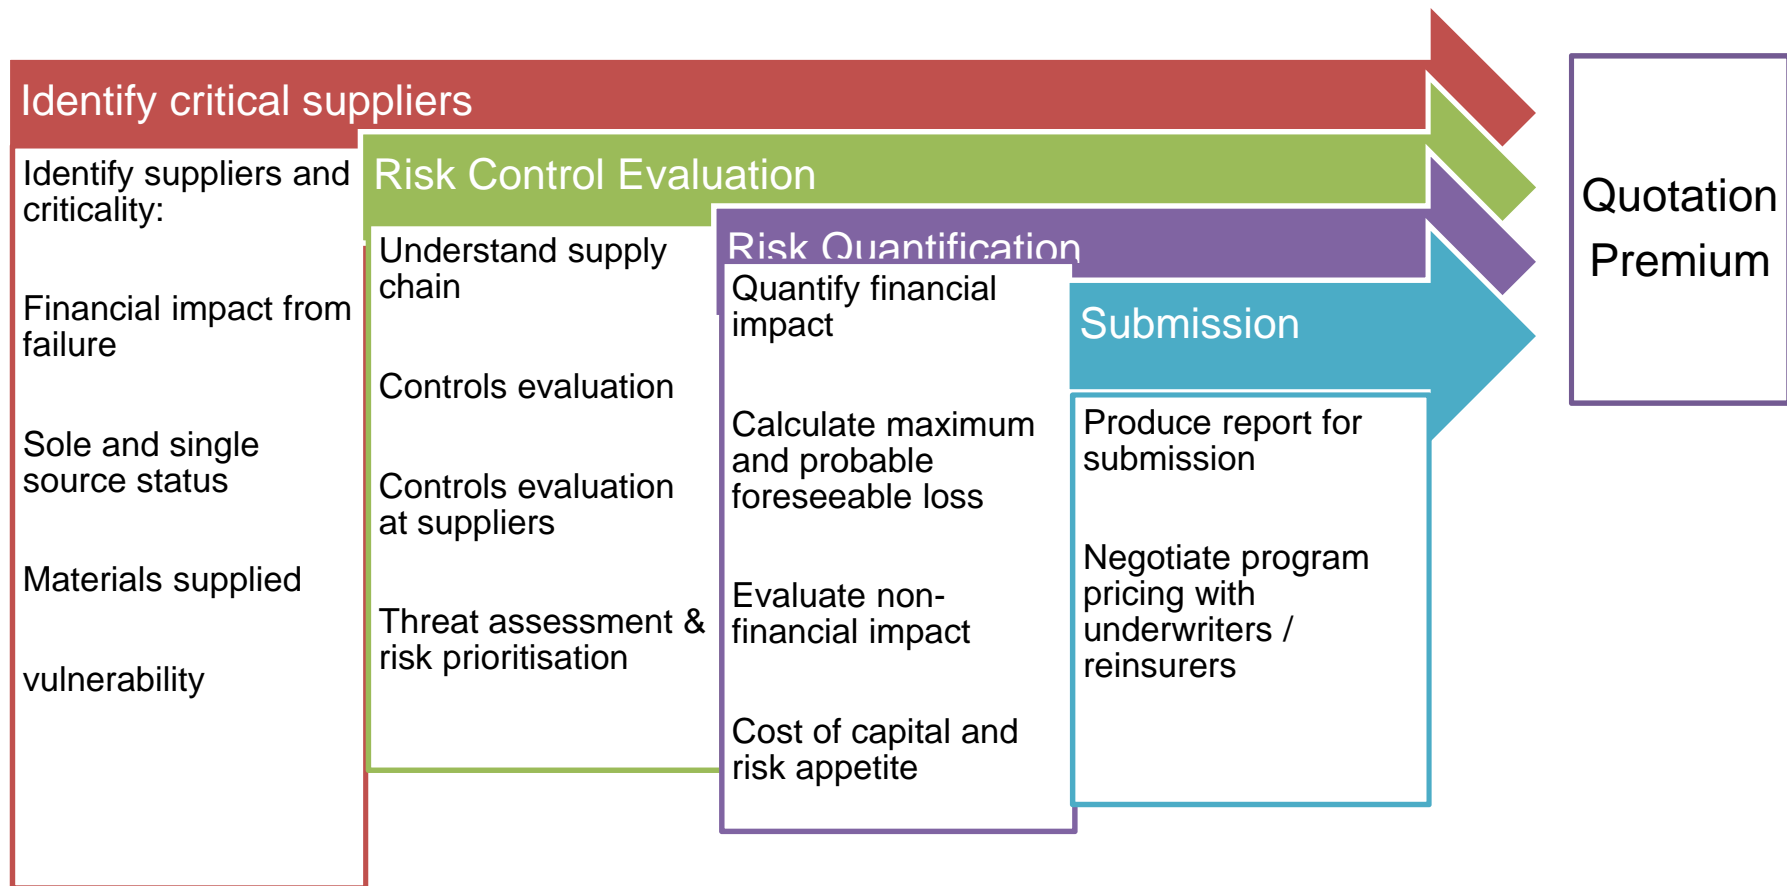 Identify critical suppliers
Identify suppliers and
criticality:
Financial impact from
failure
Sole and single
source status
Materials supplied
vulnerability
Risk Control Evaluation
Understand supply
chain
Controls evaluation
Controls evaluation
at suppliers
Threat assessment &
risk prioritisation
Risk Quantification
Quantify financial
impact
Calculate maximum
and probable
foreseeable loss
Evaluate non-
financial impact
Cost of capital and
risk appetite
Submission
Produce report for
submission
Negotiate program
pricing with
underwriters /
reinsurers
Quotation
Premium